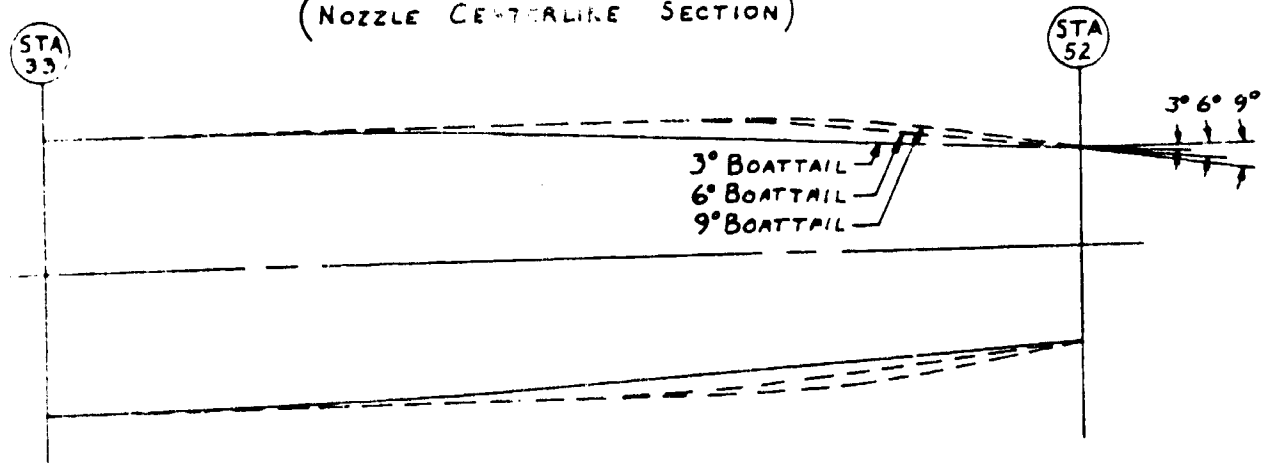 (NOZZLE CENTERLINE SECTION)
STA
33
STA
52
3° 6° 9°
3° BOATTAIL
6° BOATTAIL
9° BOATTAIL